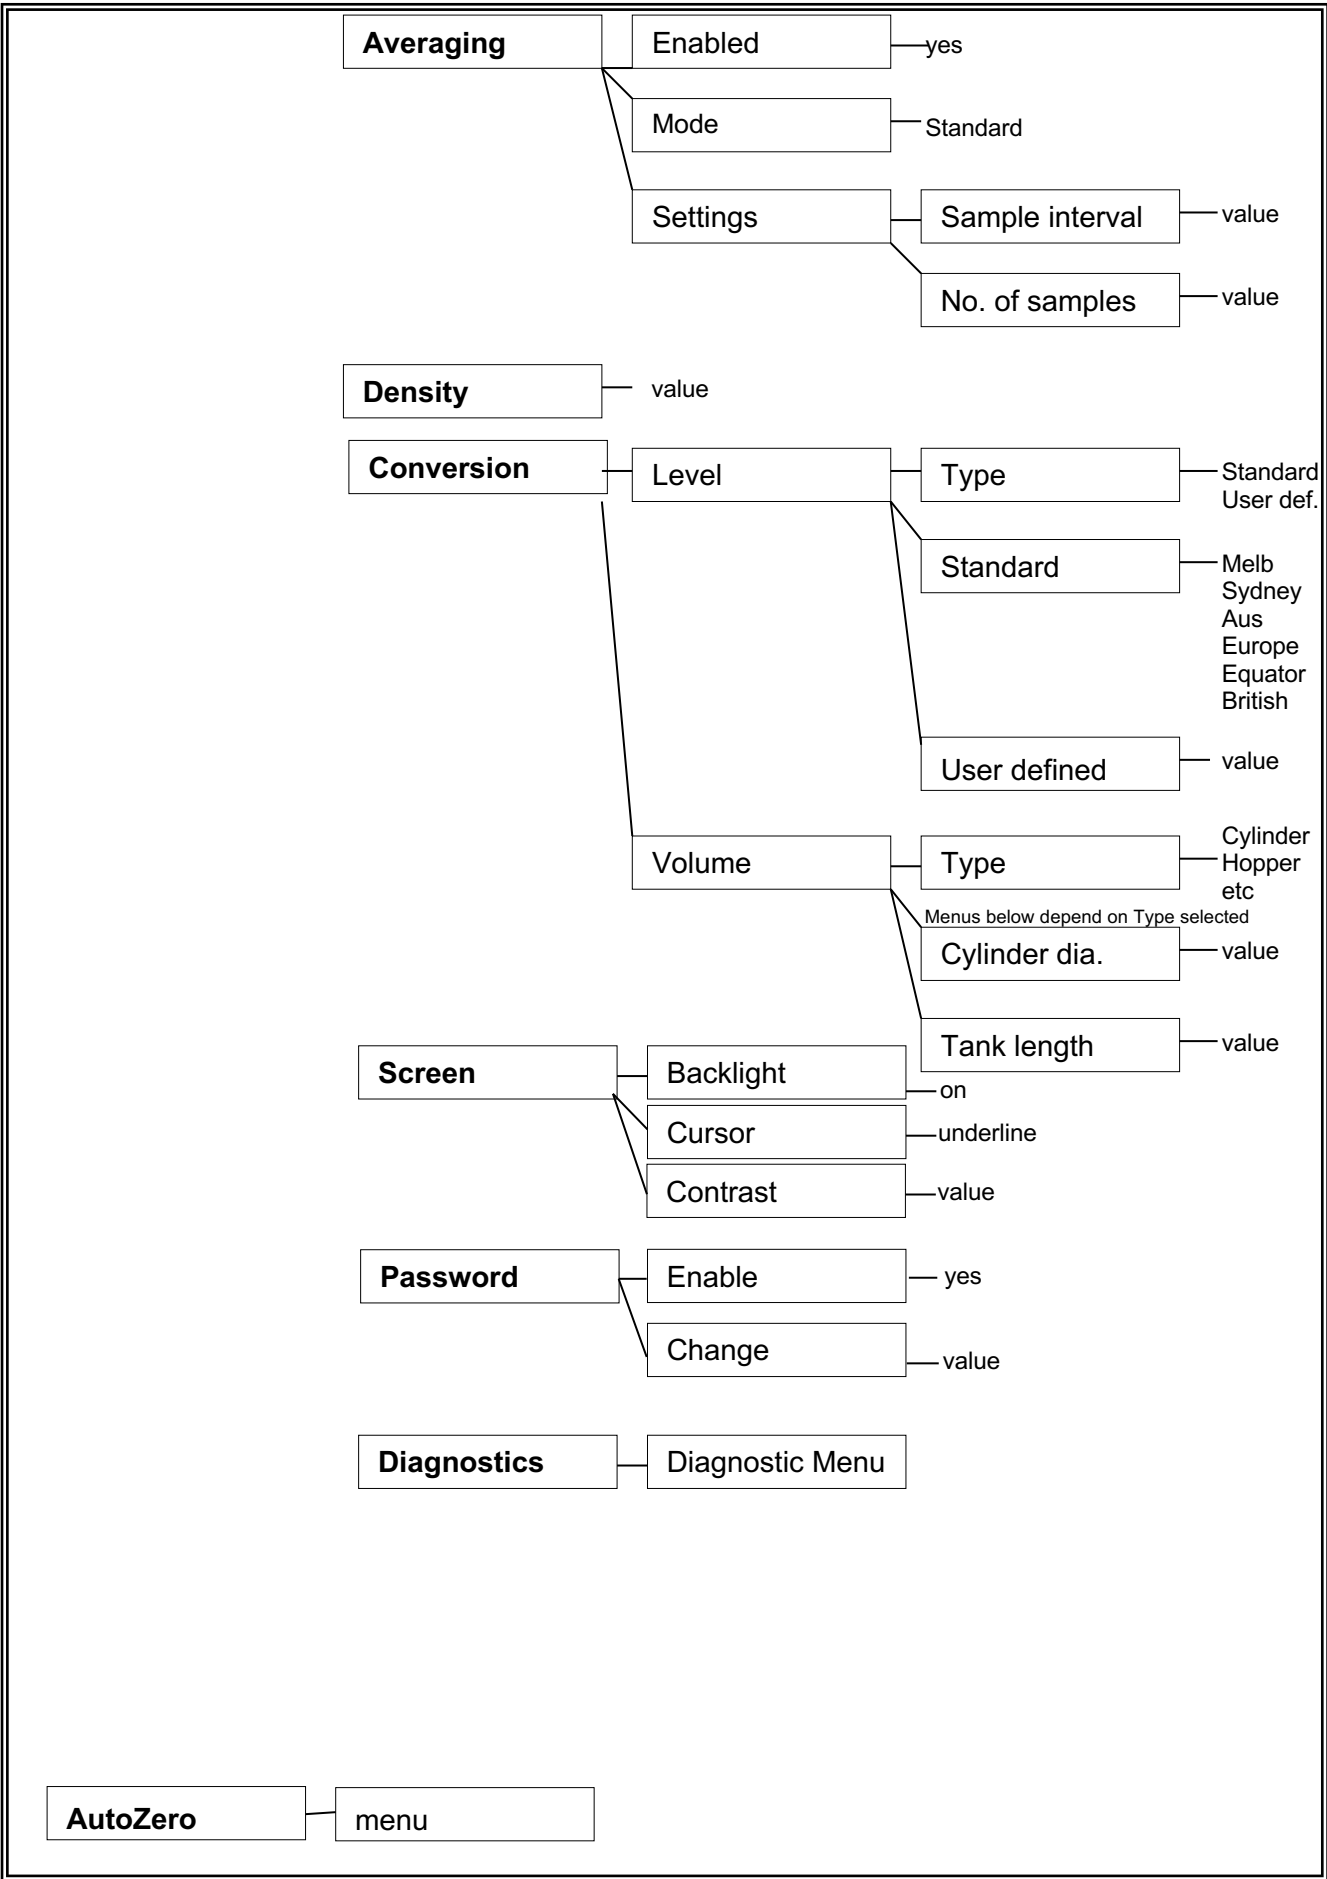 Averaging
Enabled
yes
Mode
Standard
Settings
Sample interval
value
No. of samples
value
Density
value
Conversion
Level
Type
Standard
User def.
Standard
Melb
Sydney
Aus
Europe
Equator
British
User defined
value
Volume
Type
Cylinder
Hopper
etc
Menus below depend on Type selected
Cylinder dia.
value
Tank length
value
Screen
Backlight
on
Cursor
underline
Contrast
value
Password
Enable
yes
Change
value
Diagnostics
Diagnostic Menu
AutoZero
menu